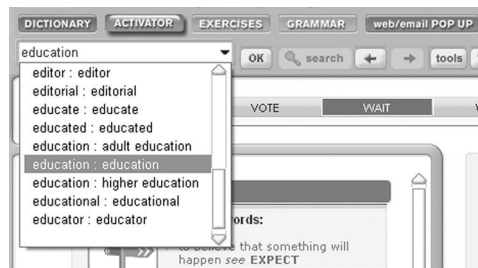 DICTIONARY ACTIVATOR EXERCISES GRAMMAR web/email POP UP
education OK search tools
editor : editor
editorial : editorial
educate : educate
educated : educated
education : adult education
education : education
education : higher education
educational : educational
educator : educator
VOTE WAIT
ords:
to believe that something will
happen see EXPECT